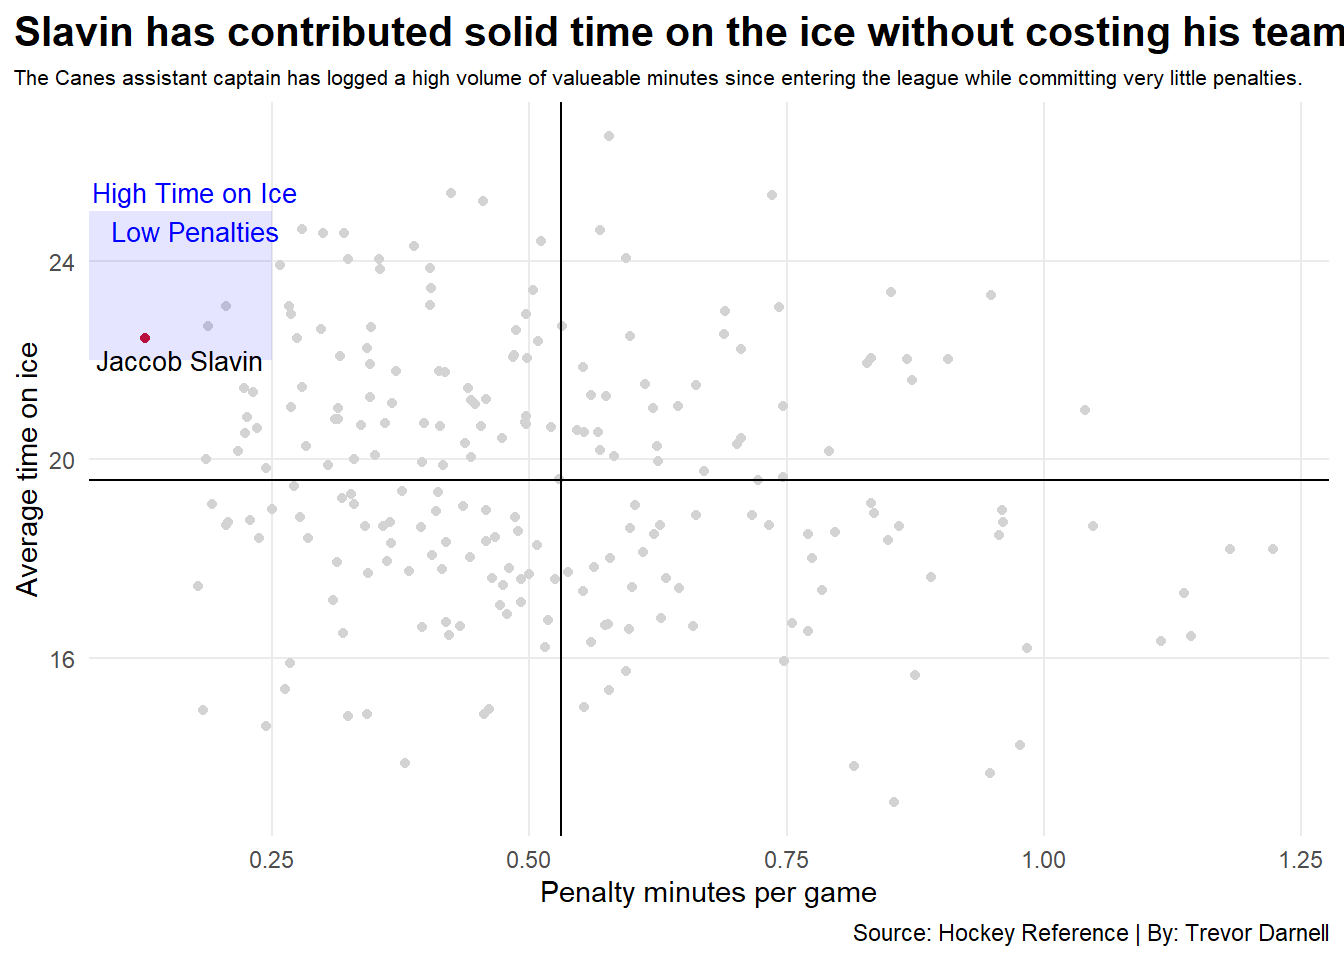 Slavin has contributed solid time on the ice without costing his team
The Canes assistant captain has logged a high volume of valueable minutes since entering the league while committing very little penalties.
High Time on Ice
Low Penalties
Jaccob Slavin
Average time on ice
24
20
16
0.25
0.50
0.75
1.00
1.25
Penalty minutes per game
Source: Hockey Reference | By: Trevor Darnell